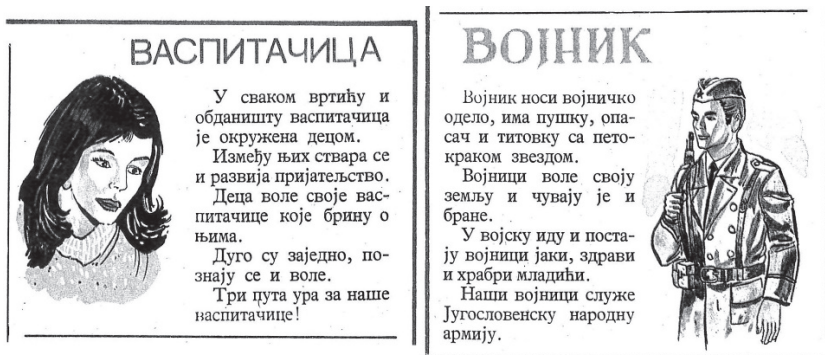 ВАСПИТАЧИЦА
У сваком вртићу и
обданишту васпитачица
је окружена децом.
Између њих ствара се
и развија пријатељство.
Деца воле своје вас-
питачице које брину о
њима.
Дуго су заједно, по-
знају се и воле.
Три пута ура за наше
васпитачице!
ВОЈНИК
Војник носи војничко
одело, има пушку, опа-
сач и титовку са пето-
краком звездом.
Војници воле своју
земљу и чувају је и
бране.
У војску иду и поста-
ју војници јаки, здрави
и храбри младићи.
Наши војници служе
Југословенску народну
армију.